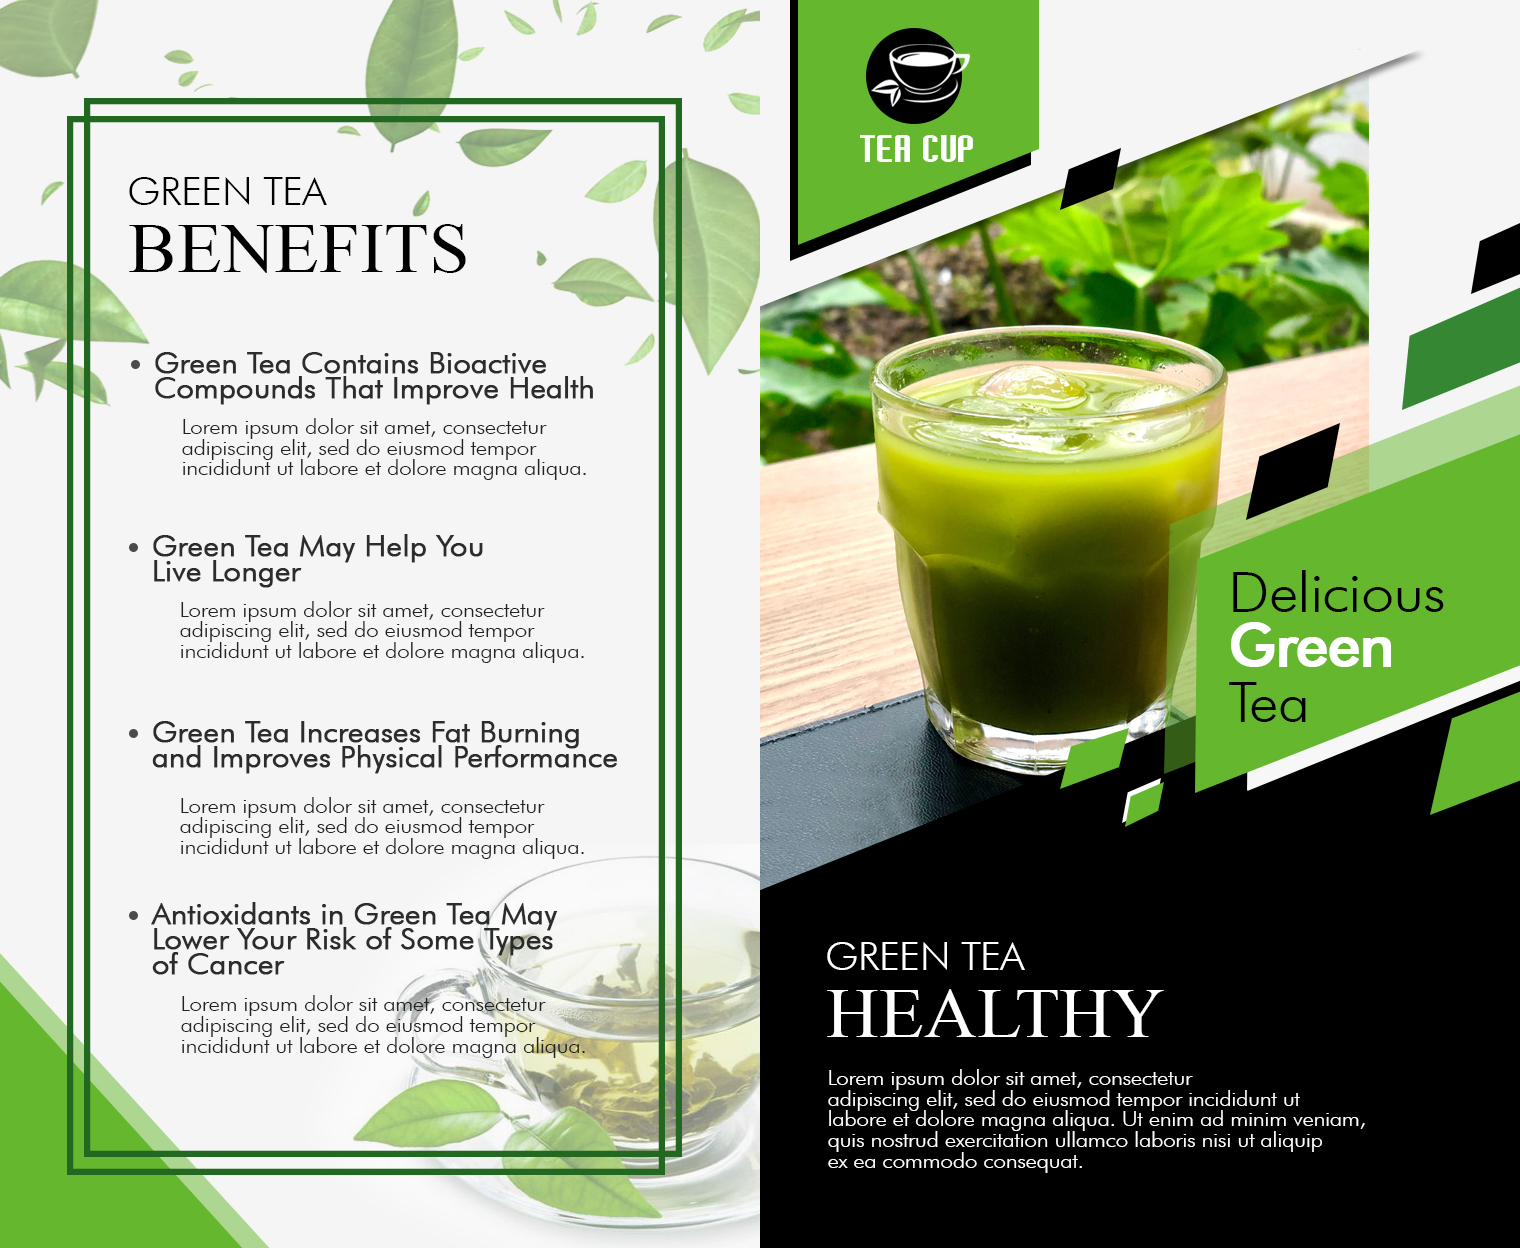 GREEN TEA
BENEFITS
• Green Tea Contains Bioactive
Compounds That Improve Health
Lorem ipsum dolor sit amet, consectetur
adipiscing elit, sed do eiusmod tempor
incididunt ut labore et dolore magna aliqua.
• Green Tea May Help You
Live Longer
Lorem ipsum dolor sit amet, consectetur
adipiscing elit, sed do eiusmod tempor
incididunt ut labore et dolore magna aliqua.
• Green Tea Increases Fat Burning
and Improves Physical Performance
Lorem ipsum dolor sit amet, consectetur
adipiscing elit, sed do eiusmod tempor
incididunt ut labore et dolore magna aliqua.
• Antioxidants in Green Tea May
Lower Your Risk of Some Types
of Cancer
Lorem ipsum dolor sit amet, consectetur
adipiscing elit, sed do eiusmod tempor
incididunt ut labore et dolore magna aliqua.
TEA CUP
Delicious
Green
Tea
GREEN TEA
HEALTHY
Lorem ipsum dolor sit amet, consectetur
adipiscing elit, sed do eiusmod tempor incididunt ut
labore et dolore magna aliqua. Ut enim ad minim veniam,
quis nostrud exercitation ullamco laboris nisi ut aliquip
ex ea commodo consequat.